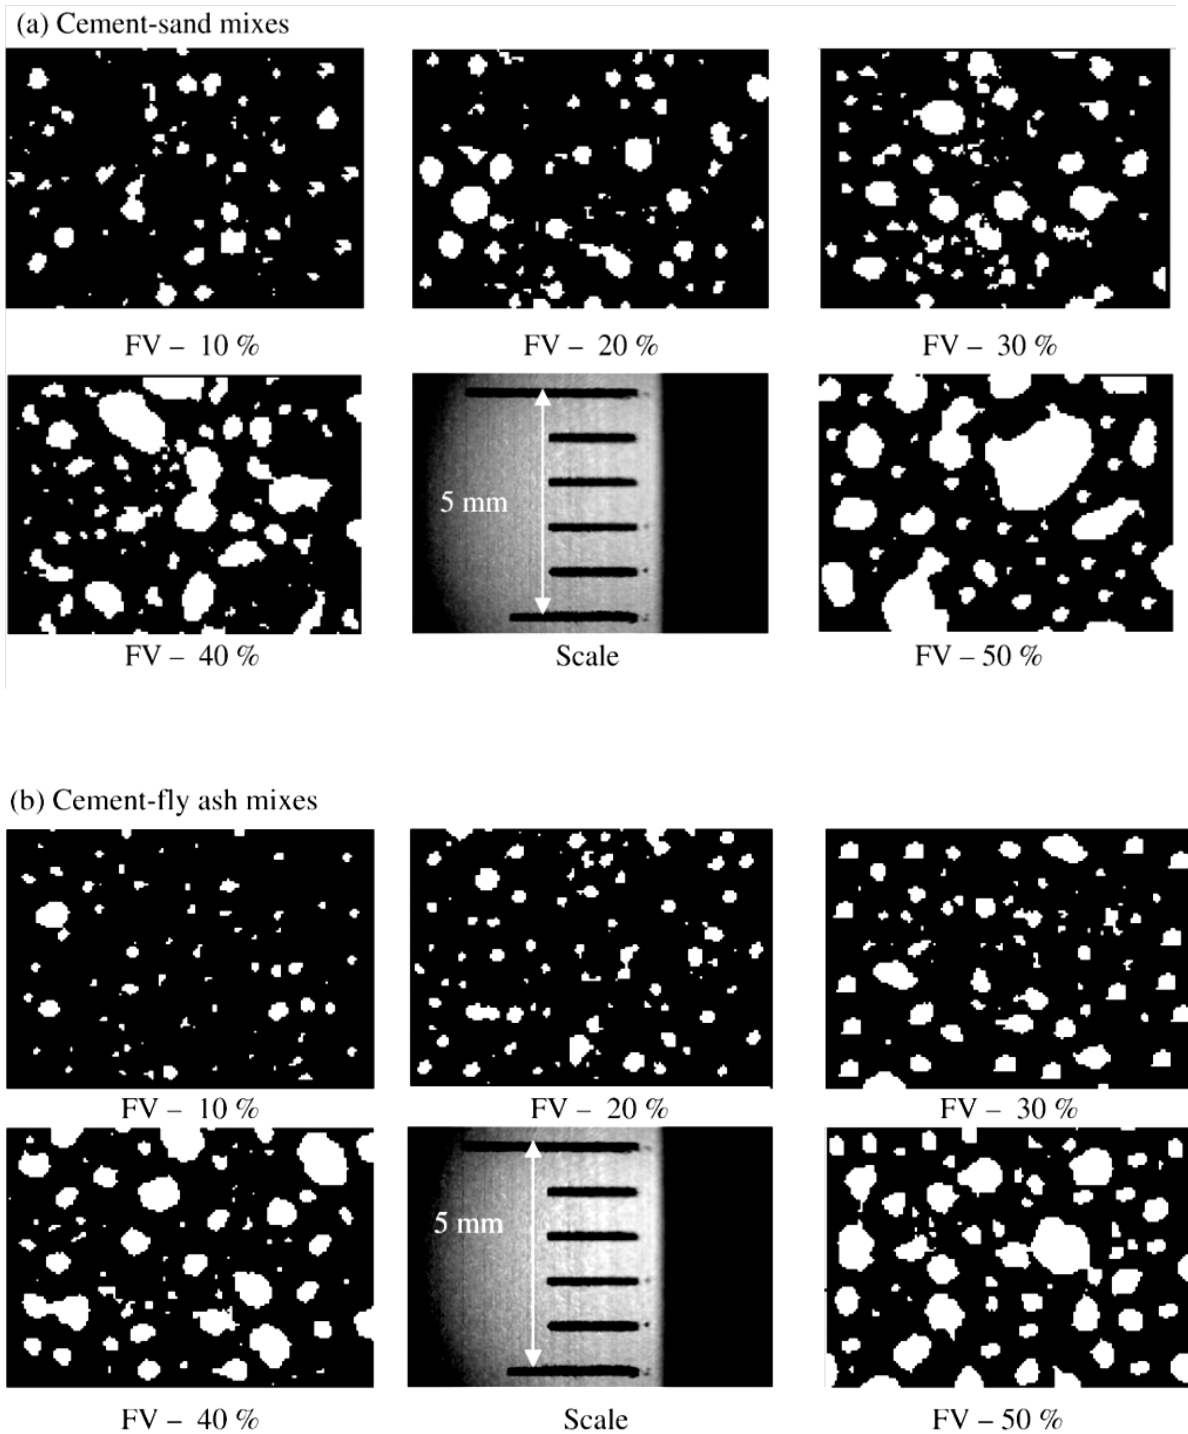 (a) Cement-sand mixes
FV – 10 %
FV – 20 %
FV – 30 %
5 mm
FV – 40 %
Scale
FV – 50 %
(b) Cement-fly ash mixes
FV – 10 %
FV – 20 %
FV – 30 %
5 mm
FV – 40 %
Scale
FV – 50 %